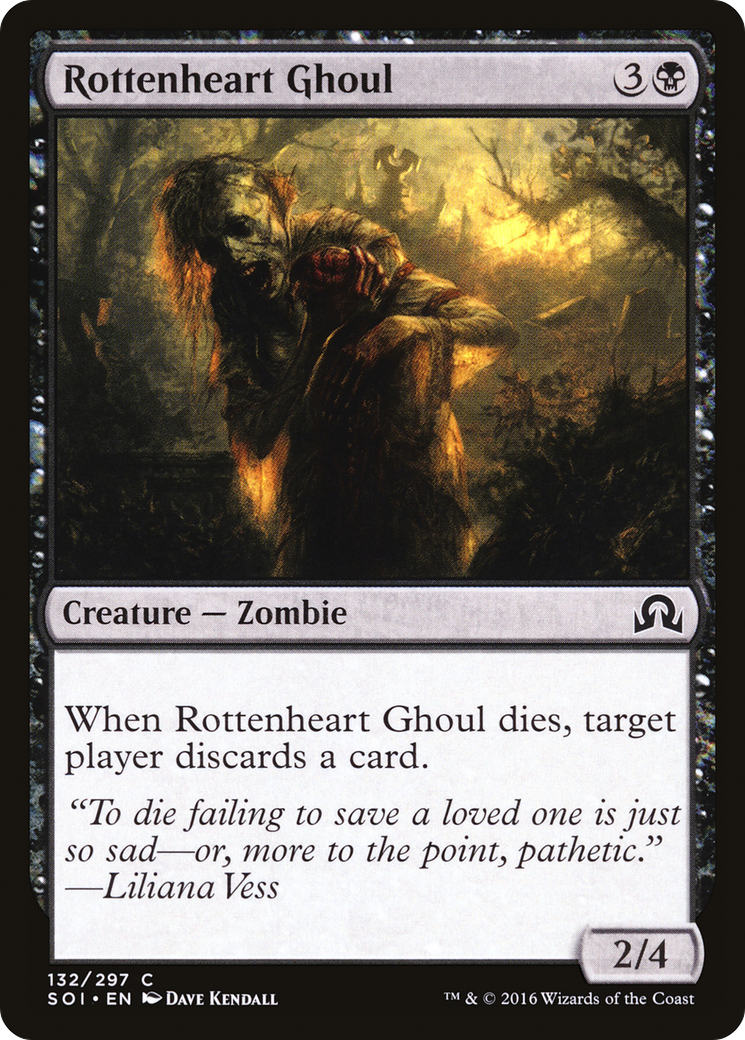 Rottenheart Ghoul 3
Creature — Zombie
When Rottenheart Ghoul dies, target
player discards a card.
“To die failing to save a loved one is just
so sad—or, more to the point, pathetic.”
—Liliana Vess
2/4
132/297 C
SOI • EN Dave Kendall
™ & © 2016 Wizards of the Coast